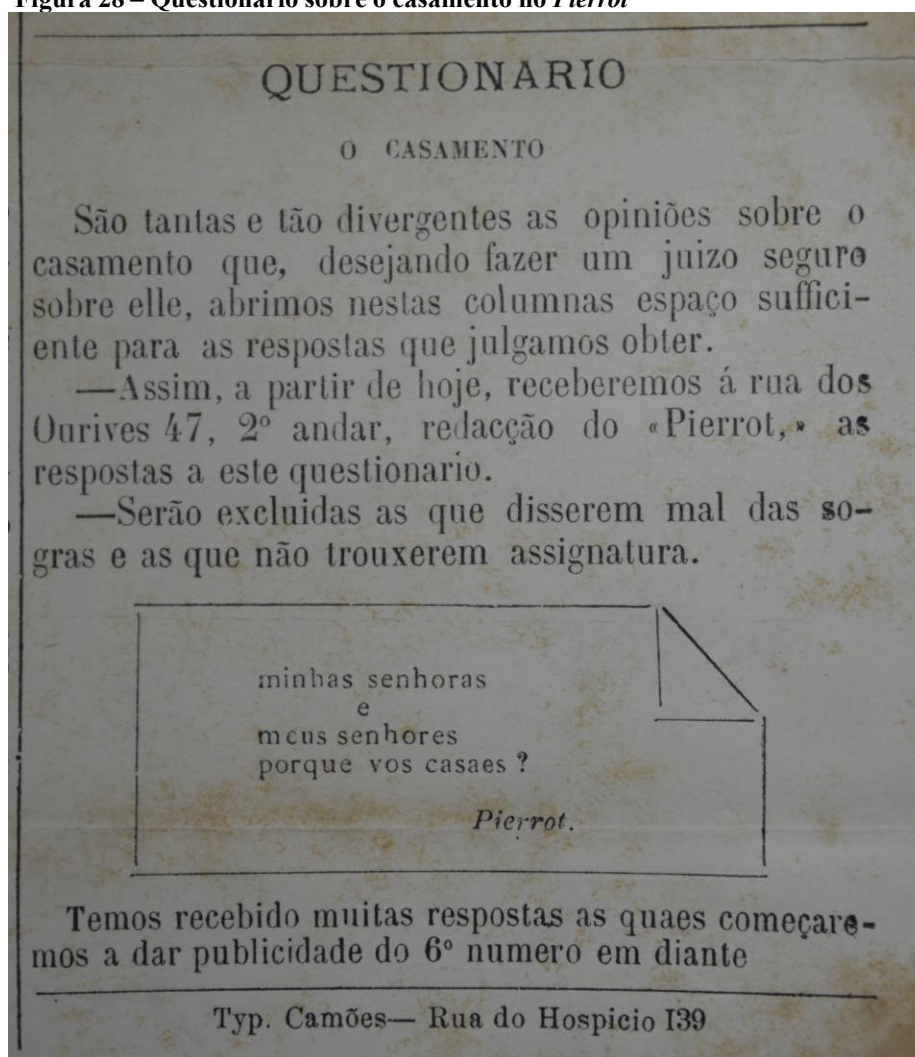 Figura 28 – Questionário sobre o casamento no Pierrot
QUESTIONARIO
O CASAMENTO
São tantas e tão divergentes as opiniões sobre o
casamento que, desejando fazer um juizo seguro
sobre elle, abrimos nestas columnas espaço suffici-
ente para as respostas que julgamos obter.
—Assim, a partir de hoje, receberemos á rua dos
Ourives 47, 2º andar, redacção do «Pierrot,» as
respostas a este questionario.
—Serão excluidas as que disserem mal das so-
gras e as que não trouxerem assignatura.
minhas senhoras
e
meus senhores
porque vos casaes ?
Pierrot.
Temos recebido muitas respostas as quaes começare-
mos a dar publicidade do 6º numero em diante
Typ. Camões— Rua do Hospicio I39